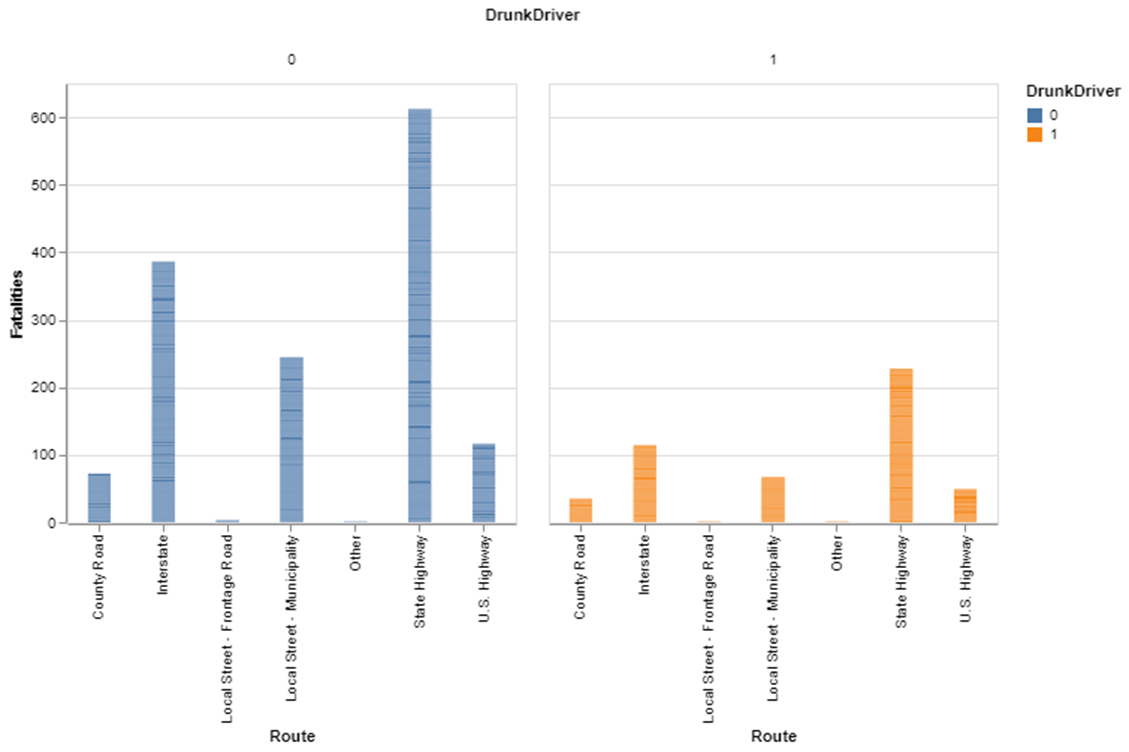 DrunkDriver
0
1
DrunkDriver
0
1
Fatalities
600
500
400
300
200
100
0
County Road
Interstate
Local Street - Frontage Road
Local Street - Municipality
Other
State Highway
U.S. Highway
Route
County Road
Interstate
Local Street - Frontage Road
Local Street - Municipality
Other
State Highway
U.S. Highway
Route